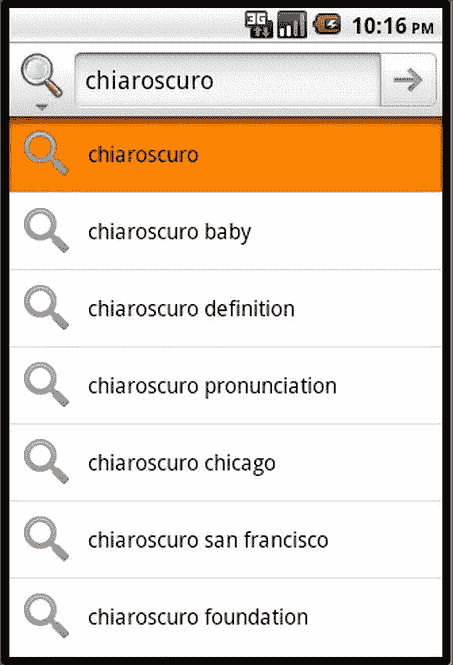 3G 10:16 PM
chiaroscuro
chiaroscuro
chiaroscuro baby
chiaroscuro definition
chiaroscuro pronunciation
chiaroscuro chicago
chiaroscuro san francisco
chiaroscuro foundation